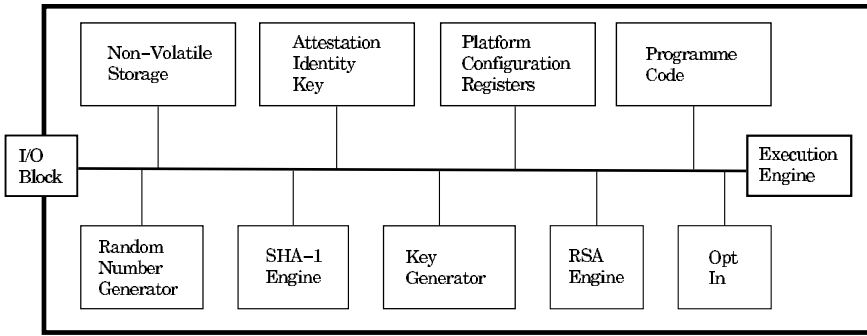 Non-Volatile
Storage
Attestation
Identity
Key
Platform
Configuration
Registers
Programme
Code
I/O
Block
Execution
Engine
Random
Number
Generator
SHA-1
Engine
Key
Generator
RSA
Engine
Opt
In